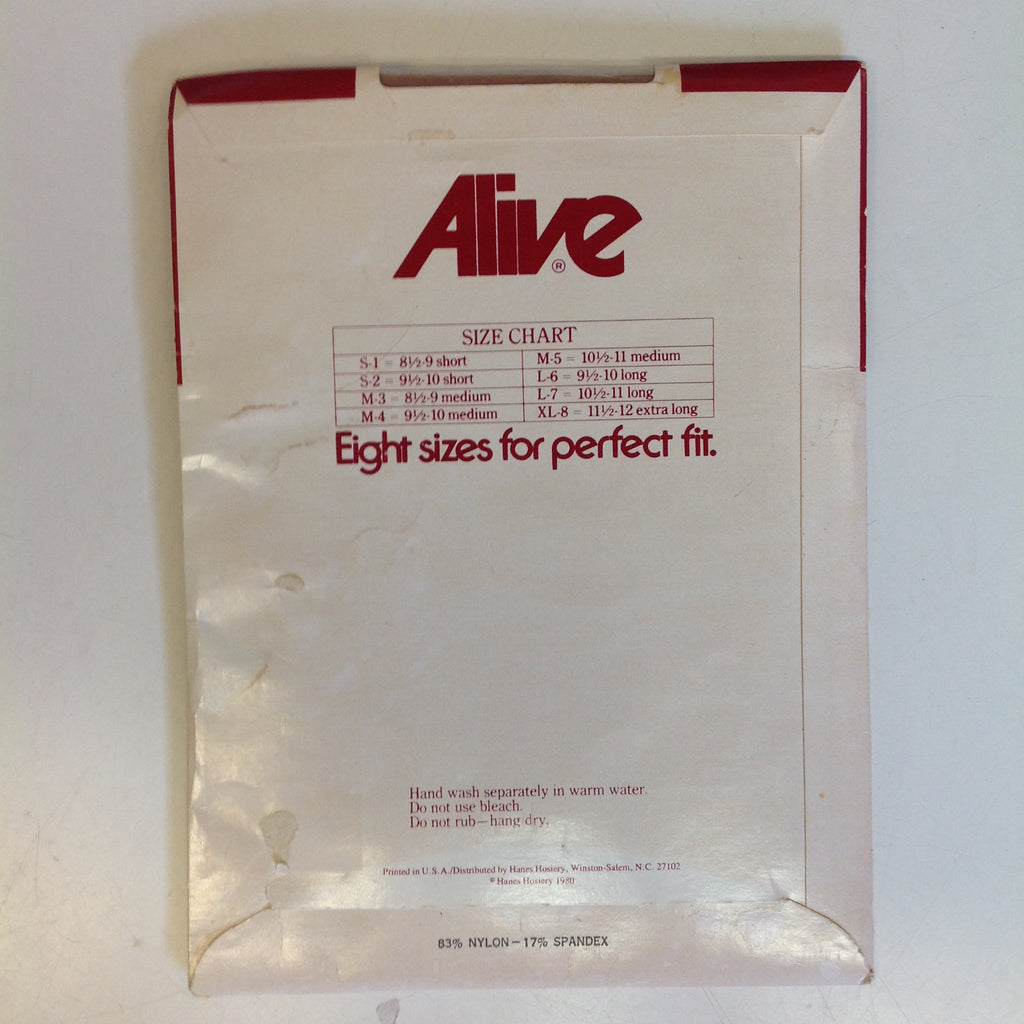 Alive®
SIZE CHART
S-1 = 8½-9 short
S-2 = 9½-10 short
M-3 = 8½-9 medium
M-4 = 9½-10 medium
M-5 = 10½-11 medium
L-6 = 9½-10 long
L-7 = 10½-11 long
XL-8 = 11½-12 extra long
Eight sizes for perfect fit.
Hand wash separately in warm water.
Do not use bleach.
Do not rub—hang dry.
Printed in U.S.A./Distributed by Hanes Hosiery, Winston-Salem, N.C. 27102
© Hanes Hosiery 1980
83% NYLON – 17% SPANDEX